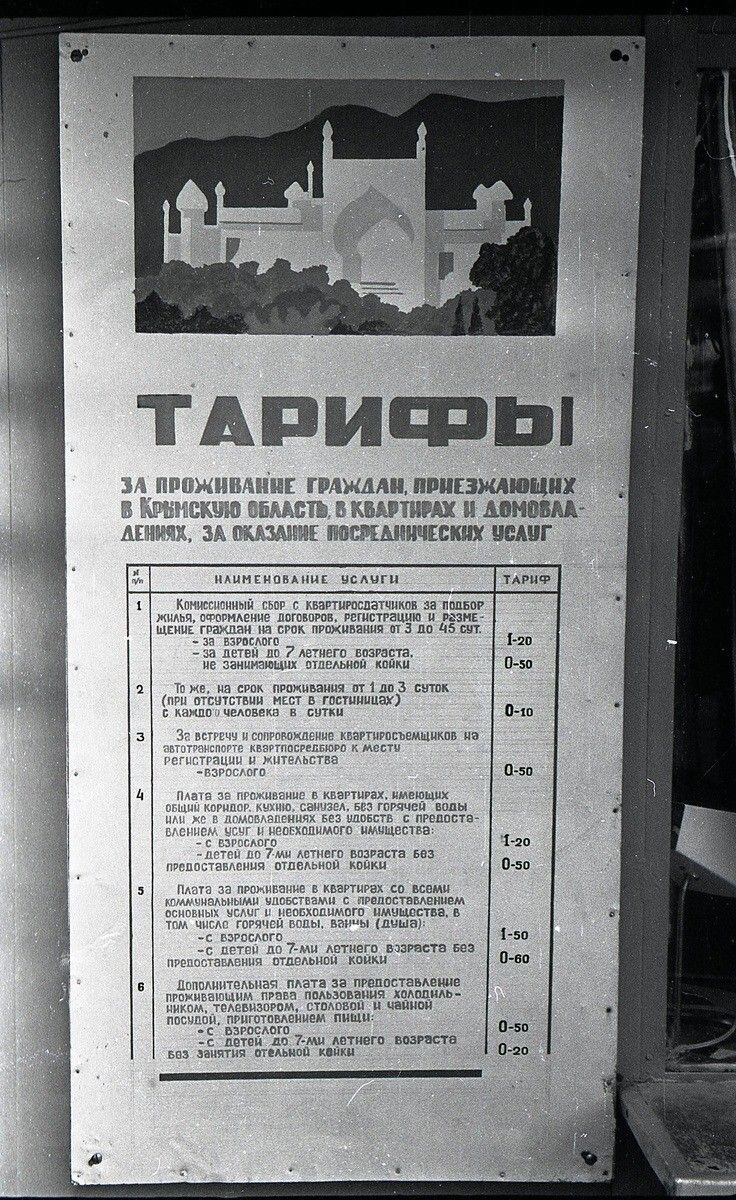 ТАРИФЫ
ЗА ПРОЖИВАНИЕ ГРАЖДАН, ПРИЕЗЖАЮЩИХ
В КРЫМСКУЮ ОБЛАСТЬ, В КВАРТИРАХ И ДОМОВЛА-
ДЕНИЯХ, ЗА ОКАЗАНИЕ ПОСРЕДНИЧЕСКИХ УСЛУГ
№ п/п НАИМЕНОВАНИЕ УСЛУГИ ТАРИФ
1 КОМИССИОННЫЙ СБОР С КВАРТИРОСДАТЧИКОВ ЗА ПОДБОР
ЖИЛЬЯ, ОФОРМЛЕНИЕ ДОГОВОРОВ, РЕГИСТРАЦИЮ И РАЗМЕ-
ЩЕНИЕ ГРАЖДАН НА СРОК ПРОЖИВАНИЯ ОТ 3 ДО 45 СУТ.
- ЗА ВЗРОСЛОГО 1-20
- ЗА ДЕТЕЙ ДО 7 ЛЕТНЕГО ВОЗРАСТА,
НЕ ЗАНИМАЮЩИХ ОТДЕЛЬНОЙ КОЙКИ 0-50
2 ТО ЖЕ, НА СРОК ПРОЖИВАНИЯ ОТ 1 ДО 3 СУТОК
(ПРИ ОТСУТСТВИИ МЕСТ В ГОСТИНИЦАХ)
С КАЖДОГО ЧЕЛОВЕКА В СУТКИ 0-10
3 ЗА ВСТРЕЧУ И СОПРОВОЖДЕНИЕ КВАРТИРОСЪЕМЩИКОВ НА
АВТОТРАНСПОРТЕ КВАРТПОСРЕДБЮРО К МЕСТУ
РЕГИСТРАЦИИ И ЖИТЕЛЬСТВА
- ВЗРОСЛОГО 0-50
4 ПЛАТА ЗА ПРОЖИВАНИЕ В КВАРТИРАХ, ИМЕЮЩИХ
ОБЩИЙ КОРИДОР, КУХНЮ, САНУЗЕЛ, БЕЗ ГОРЯЧЕЙ ВОДЫ
ИЛИ ЖЕ В ДОМОВЛАДЕНИЯХ БЕЗ УДОБСТВ С ПРЕДОСТА-
ВЛЕНИЕМ УСУГ И НЕОБХОДИМОГО ИМУЩЕСТВА:
- С ВЗРОСЛОГО 1-20
- ДЕТЕЙ ДО 7-МИ ЛЕТНЕГО ВОЗРАСТА БЕЗ
ПРЕДОСТАВЛЕНИЯ ОТДЕЛЬНОЙ КОЙКИ 0-50
5 ПЛАТА ЗА ПРОЖИВАНИЕ В КВАРТИРАХ СО ВСЕМИ
КОММУНАЛЬНЫМИ УДОБСТВАМИ С ПРЕДОСТАВЛЕНИЕМ
ОСНОВНЫХ УСЛУГ И НЕОБХОДИМОГО ИМУЩЕСТВА, В
ТОМ ЧИСЛЕ ГОРЯЧЕЙ ВОДЫ, ВАННЫ (ДУША):
- С ВЗРОСЛОГО 1-50
- С ДЕТЕЙ ДО 7-МИ ЛЕТНЕГО ВОЗРАСТА БЕЗ
ПРЕДОСТАВЛЕНИЯ ОТДЕЛЬНОЙ КОЙКИ 0-60
6 ДОПОЛНИТЕЛЬНАЯ ПЛАТА ЗА ПРЕДОСТАВЛЕНИЕ
ПРОЖИВАЮЩИМ ПРАВА ПОЛЬЗОВАНИЯ ХОЛОДИЛЬ-
НИКОМ, ТЕЛЕВИЗОРОМ, СТОЛОВОЙ И ЧАЙНОЙ
ПОСУДОЙ, ПРИГОТОВЛЕНИЕМ ПИЩИ:
- С ВЗРОСЛОГО 0-50
- С ДЕТЕЙ ДО 7-МИ ЛЕТНЕГО ВОЗРАСТА
БЕЗ ЗАНЯТИЯ ОТЕЛЬНОЙ КОЙКИ 0-20